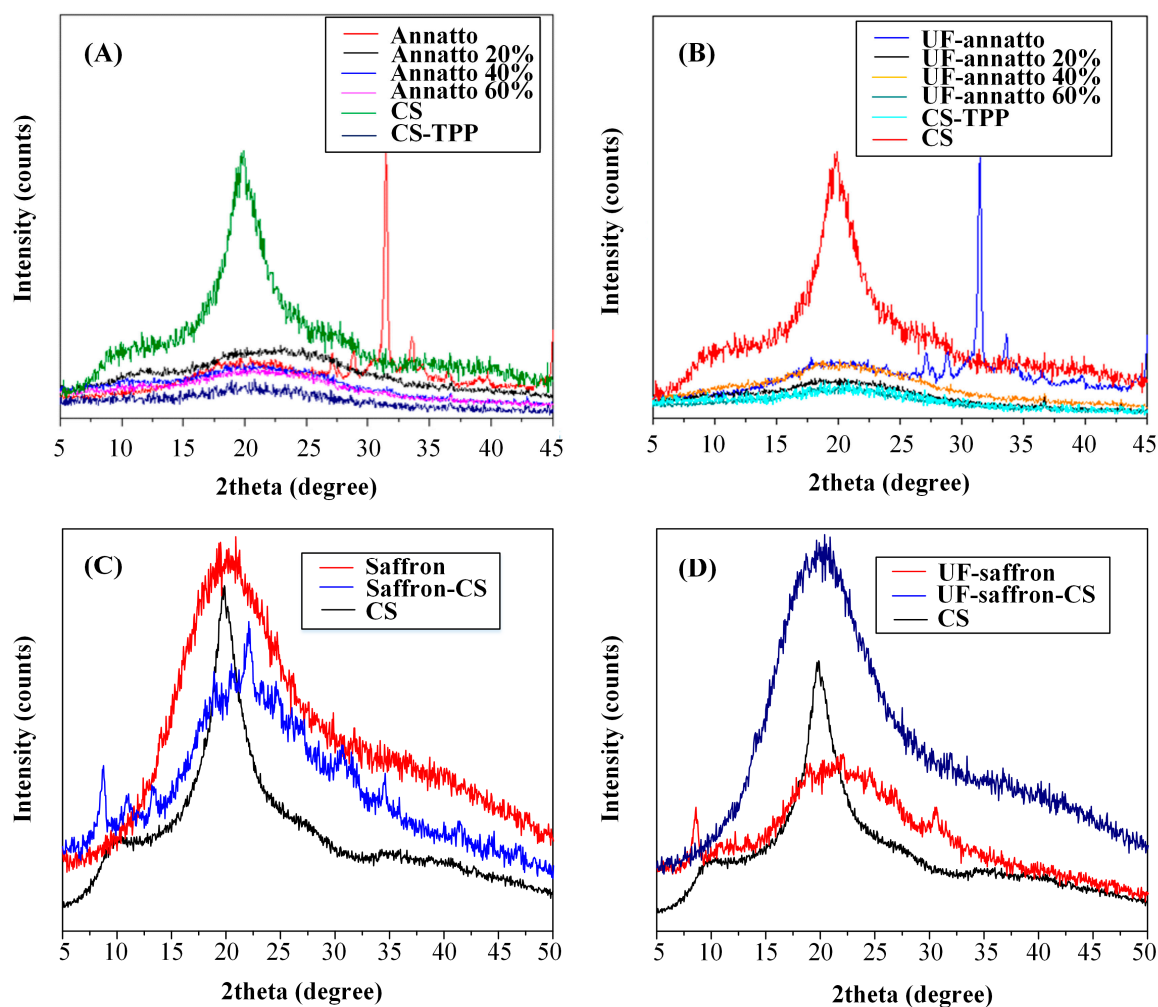 (A)
Annatto
Annatto 20%
Annatto 40%
Annatto 60%
CS
CS-TPP
Intensity (counts)
5 10 15 20 25 30 35 40 45
2theta (degree)
(B)
UF-annatto
UF-annatto 20%
UF-annatto 40%
UF-annatto 60%
CS-TPP
CS
Intensity (counts)
5 10 15 20 25 30 35 40 45
2theta (degree)
(C)
Saffron
Saffron-CS
CS
Intensity (counts)
5 10 15 20 25 30 35 40 45 50
2theta (degree)
(D)
UF-saffron
UF-saffron-CS
CS
Intensity (counts)
5 10 15 20 25 30 35 40 45 50
2theta (degree)